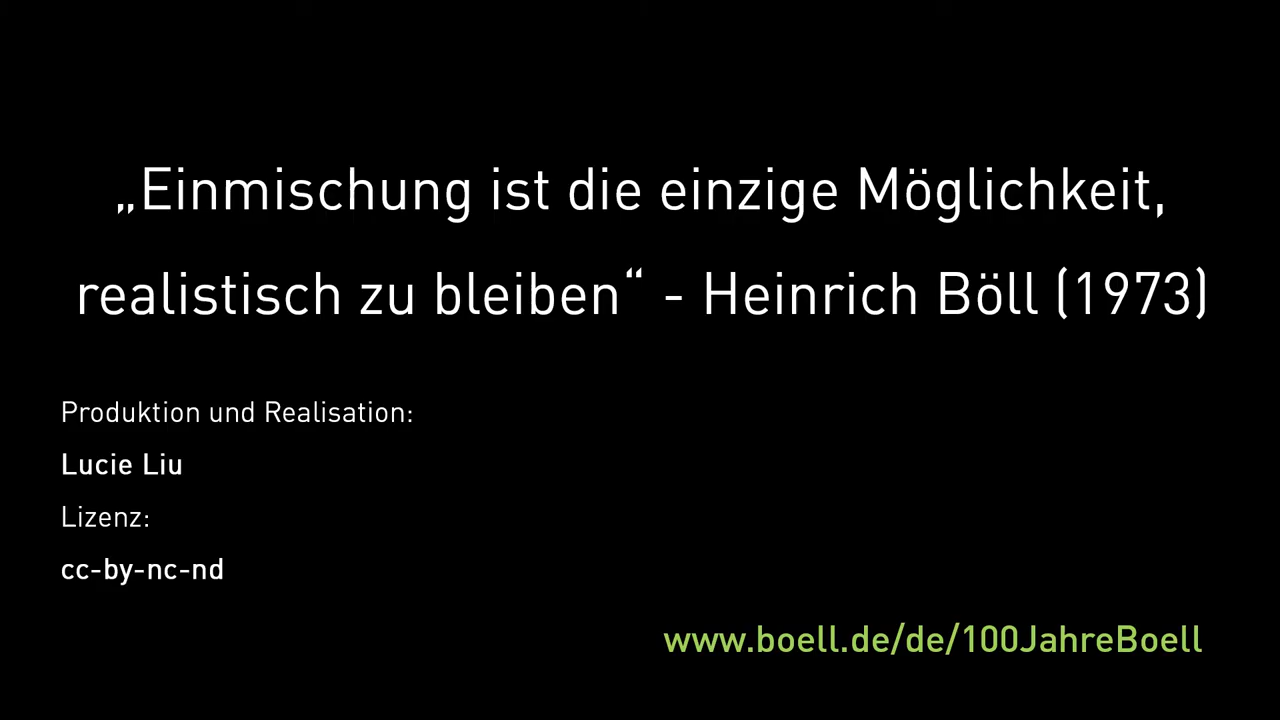 „Einmischung ist die einzige Möglichkeit,
realistisch zu bleiben“ - Heinrich Böll (1973)
Produktion und Realisation:
Lucie Liu
Lizenz:
cc-by-nc-nd
www.boell.de/de/100JahreBoell